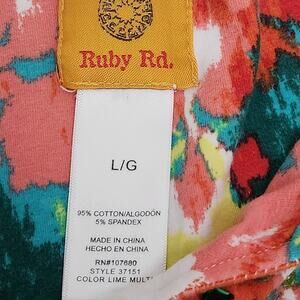 Ruby Rd.
L/G
95% COTTON/ALGODÓN
5% SPANDEX
MADE IN CHINA
HECHO EN CHINA
RN#107680
STYLE 37151
COLOR LIME MULTI